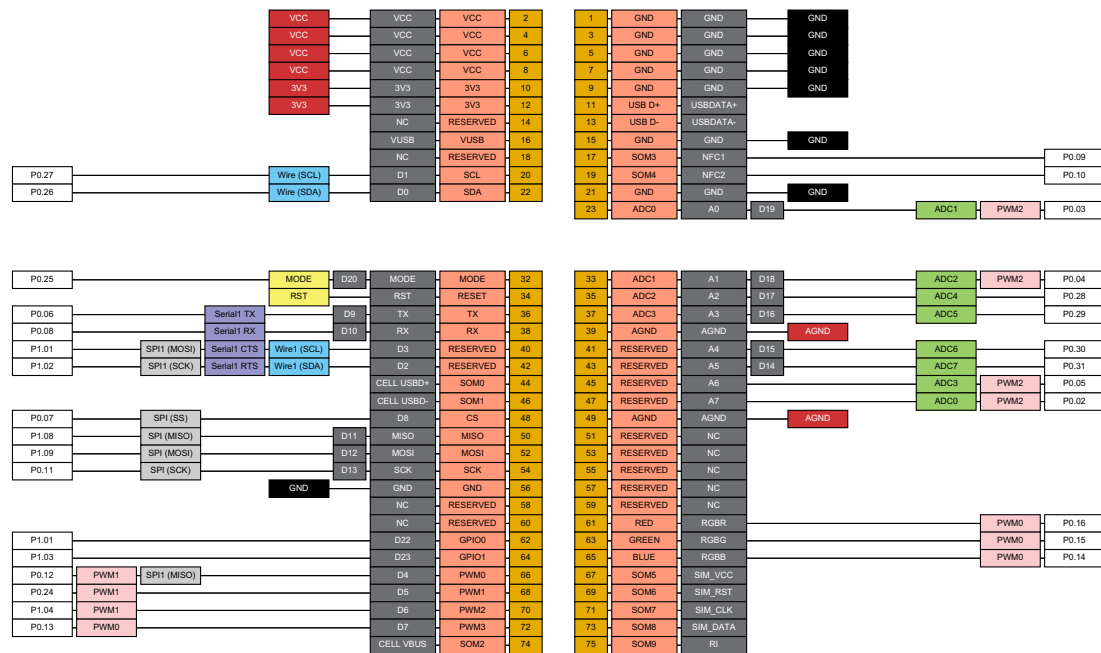 VCC VCC VCC 2 1 GND GND GND
VCC VCC VCC 4 3 GND GND GND
VCC VCC VCC 6 5 GND GND GND
VCC VCC VCC 8 7 GND GND GND
3V3 3V3 3V3 10 9 GND GND GND
3V3 3V3 3V3 12 11 USB D+ USBDATA+
NC RESERVED 14 13 USB D- USBDATA-
VUSB VUSB 16 15 GND GND GND
NC RESERVED 18 17 SOM3 NFC1 P0.09
P0.27 Wire (SCL) D1 SCL 20 19 SOM4 NFC2 P0.10
P0.26 Wire (SDA) D0 SDA 22 21 GND GND GND
23 ADC0 A0 D19 ADC1 PWM2 P0.03
P0.25 MODE D20 MODE MODE 32 33 ADC1 A1 D18 ADC2 PWM2 P0.04
RST RST RESET 34 35 ADC2 A2 D17 ADC4 P0.28
P0.06 Serial1 TX D9 TX TX 36 37 ADC3 A3 D16 ADC5 P0.29
P0.08 Serial1 RX D10 RX RX 38 39 AGND AGND AGND
P1.01 SPI1 (MOSI) Serial1 CTS Wire1 (SCL) D3 RESERVED 40 41 RESERVED A4 D15 ADC6 P0.30
P1.02 SPI1 (SCK) Serial1 RTS Wire1 (SDA) D2 RESERVED 42 43 RESERVED A5 D14 ADC7 P0.31
CELL USBD+ SOM0 44 45 RESERVED A6 ADC3 PWM2 P0.05
CELL USBD- SOM1 46 47 RESERVED A7 ADC0 PWM2 P0.02
P0.07 SPI (SS) D8 CS 48 49 AGND AGND AGND
P1.08 SPI (MISO) D11 MISO MISO 50 51 RESERVED NC
P1.09 SPI (MOSI) D12 MOSI MOSI 52 53 RESERVED NC
P0.11 SPI (SCK) D13 SCK SCK 54 55 RESERVED NC
GND GND GND 56 57 RESERVED NC
NC RESERVED 58 59 RESERVED NC
NC RESERVED 60 61 RED RGBR PWM0 P0.16
P1.01 D22 GPIO0 62 63 GREEN RGBG PWM0 P0.15
P1.03 D23 GPIO1 64 65 BLUE RGBB PWM0 P0.14
P0.12 PWM1 SPI1 (MISO) D4 PWM0 66 67 SOM5 SIM_VCC
P0.24 PWM1 D5 PWM1 68 69 SOM6 SIM_RST
P1.04 PWM1 D6 PWM2 70 71 SOM7 SIM_CLK
P0.13 PWM0 D7 PWM3 72 73 SOM8 SIM_DATA
CELL VBUS SOM2 74 75 SOM9 RI